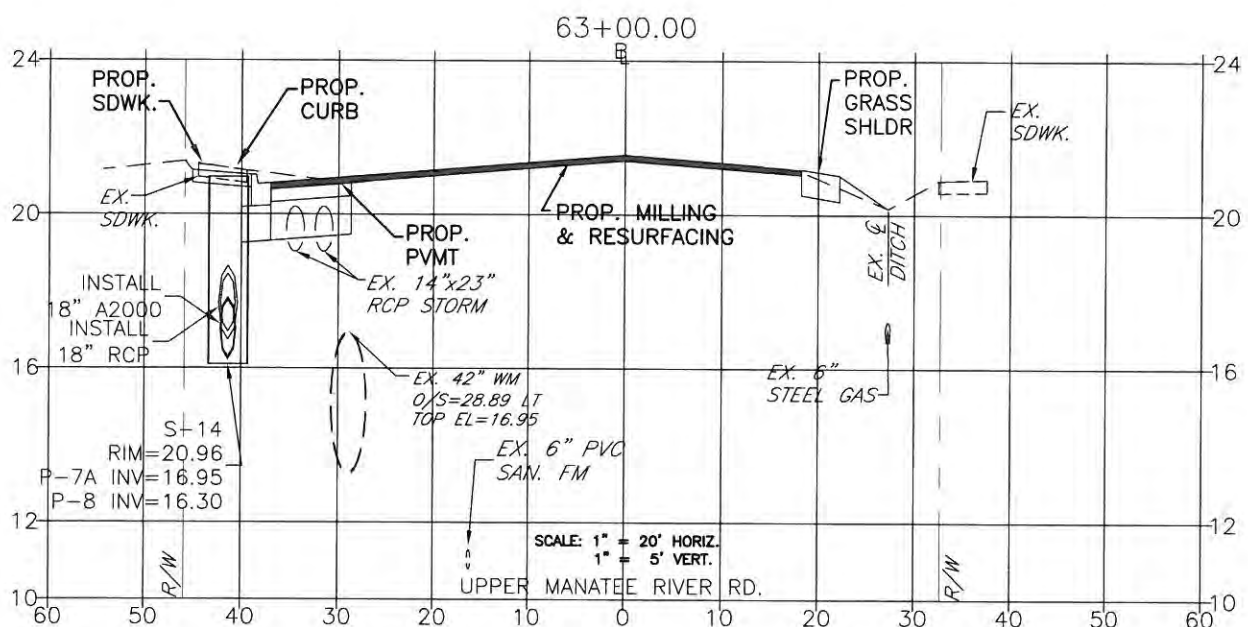 63+00.00
℄
24
24
PROP.
SDWK.
PROP.
CURB
PROP.
GRASS
SHLDR
EX.
SDWK.
EX.
SDWK.
20
20
PROP. MILLING
& RESURFACING
PROP.
PVMT
EX. ℄
DITCH
EX. 14"x23"
RCP STORM
INSTALL
18" A2000
INSTALL
18" RCP
16
16
EX. 42" WM
O/S=28.89 LT
TOP EL=16.95
EX. 6"
STEEL GAS
S-14
RIM=20.96
P-7A INV=16.95
P-8 INV=16.30
EX. 6" PVC
SAN. FM
12
12
SCALE: 1" = 20' HORIZ.
1" = 5' VERT.
R/W
R/W
UPPER MANATEE RIVER RD.
10
10
60 50 40 30 20 10 0 10 20 30 40 50 60